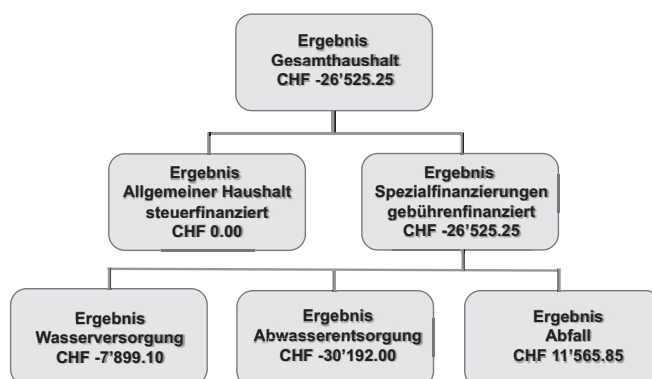 Ergebnis
Gesamthaushalt
CHF -26’525.25
Ergebnis
Allgemeiner Haushalt
steuerfinanziert
CHF 0.00
Ergebnis
Spezialfinanzierungen
gebührenfinanziert
CHF -26’525.25
Ergebnis
Wasserversorgung
CHF -7’899.10
Ergebnis
Abwasserentsorgung
CHF -30’192.00
Ergebnis
Abfall
CHF 11’565.85